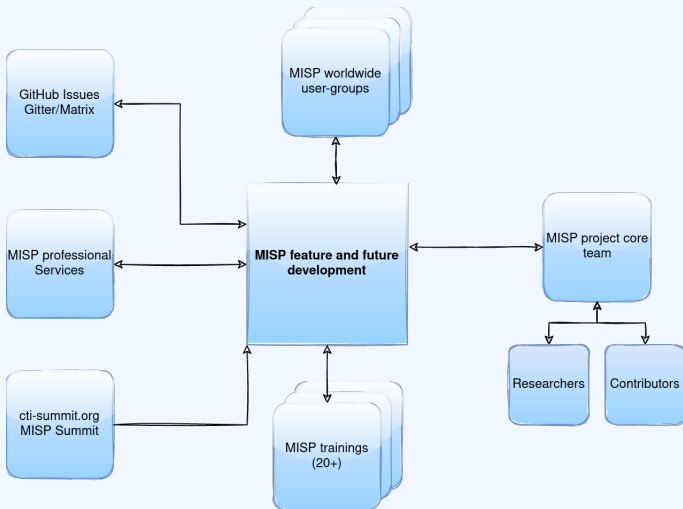 MISP worldwide
user-groups
GitHub Issues
Gitter/Matrix
MISP professional
Services
MISP feature and future
development
MISP project core
team
Researchers
Contributors
cti-summit.org
MISP Summit
MISP trainings
(20+)